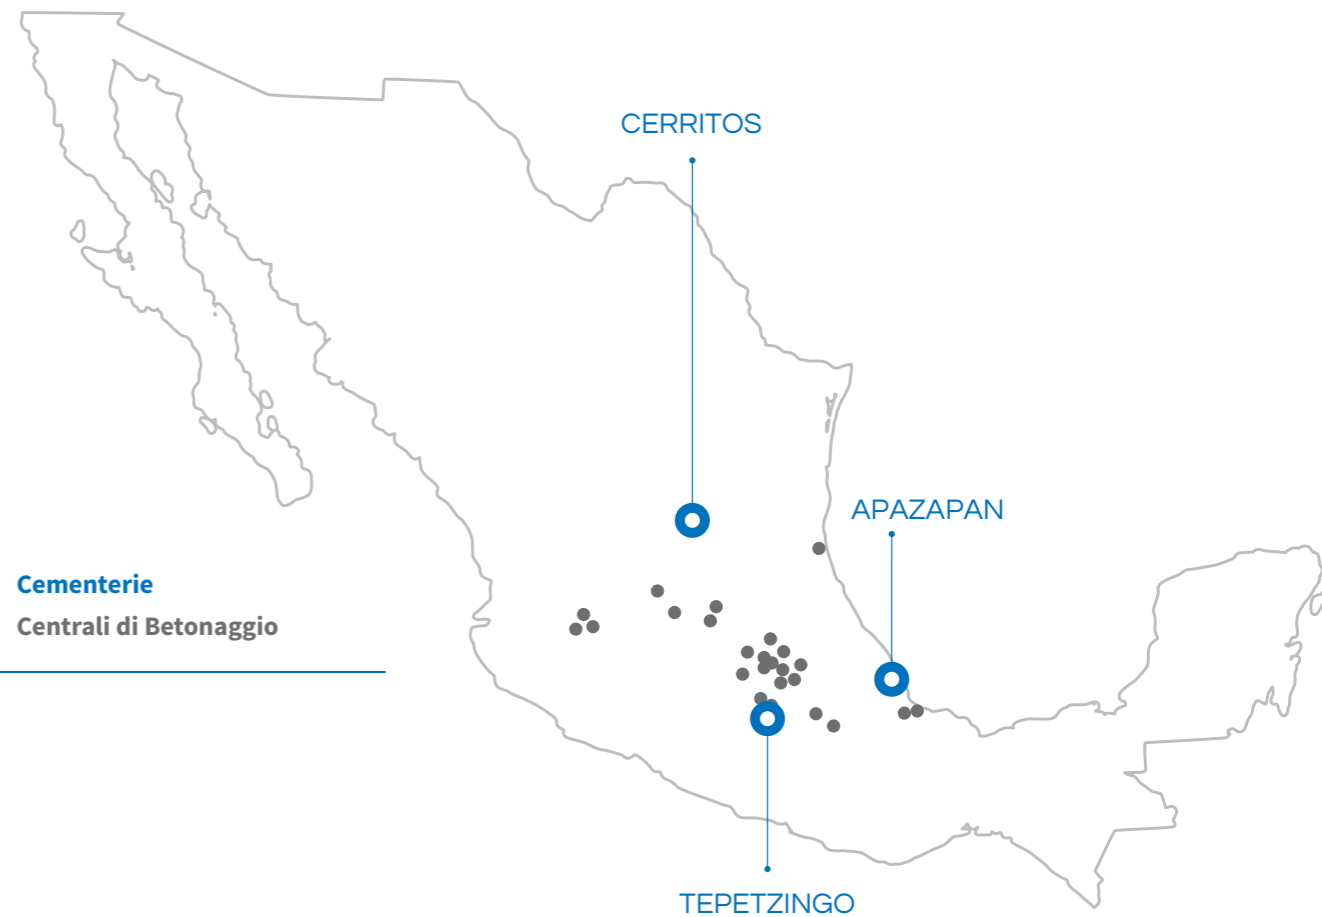 CERRITOS
APAZAPAN
Cementerie
Centrali di Betonaggio
TEPETZINGO